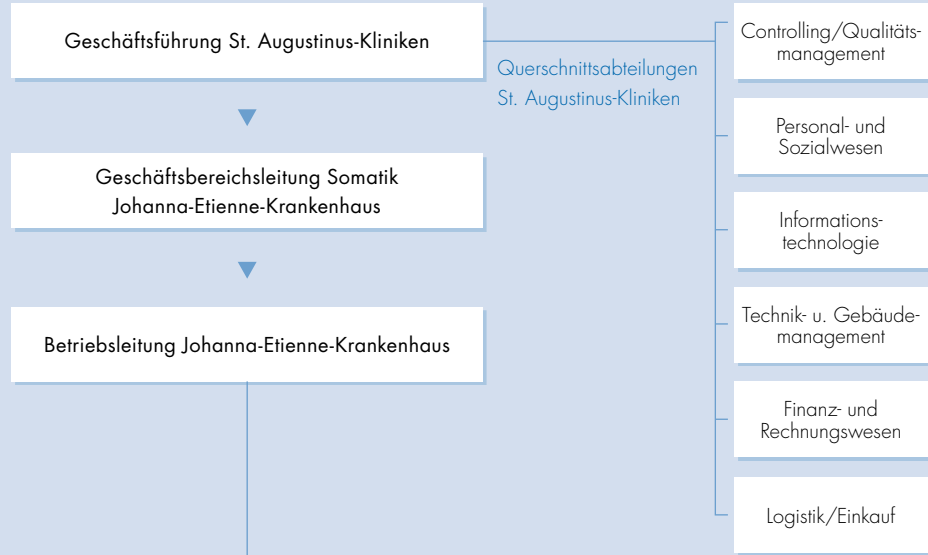 Geschäftsführung St. Augustinus-Kliniken
Querschnittsabteilungen
St. Augustinus-Kliniken
Geschäftsbereichsleitung Somatik
Johanna-Etienne-Krankenhaus
Betriebsleitung Johanna-Etienne-Krankenhaus
Controlling/Qualitäts-
management
Personal- und
Sozialwesen
Informations-
technologie
Technik- u. Gebäude-
management
Finanz- und
Rechnungswesen
Logistik/Einkauf